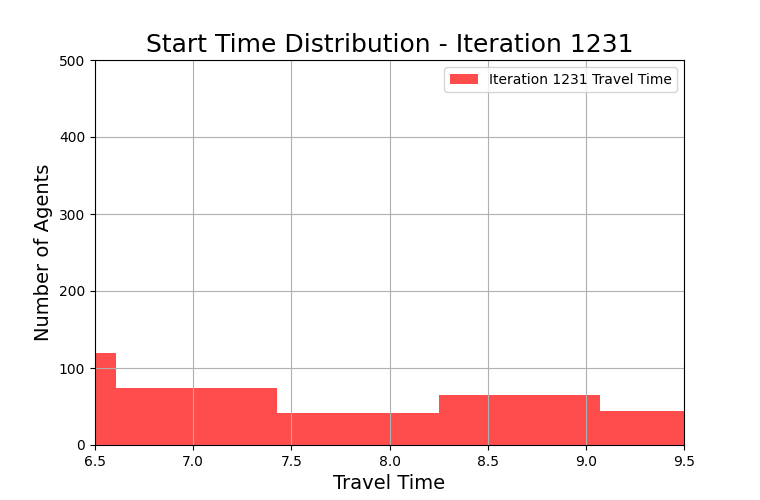 Start Time Distribution - Iteration 1231
Iteration 1231 Travel Time
Number of Agents
500
400
300
200
100
0
6.5 7.0 7.5 8.0 8.5 9.0 9.5
Travel Time